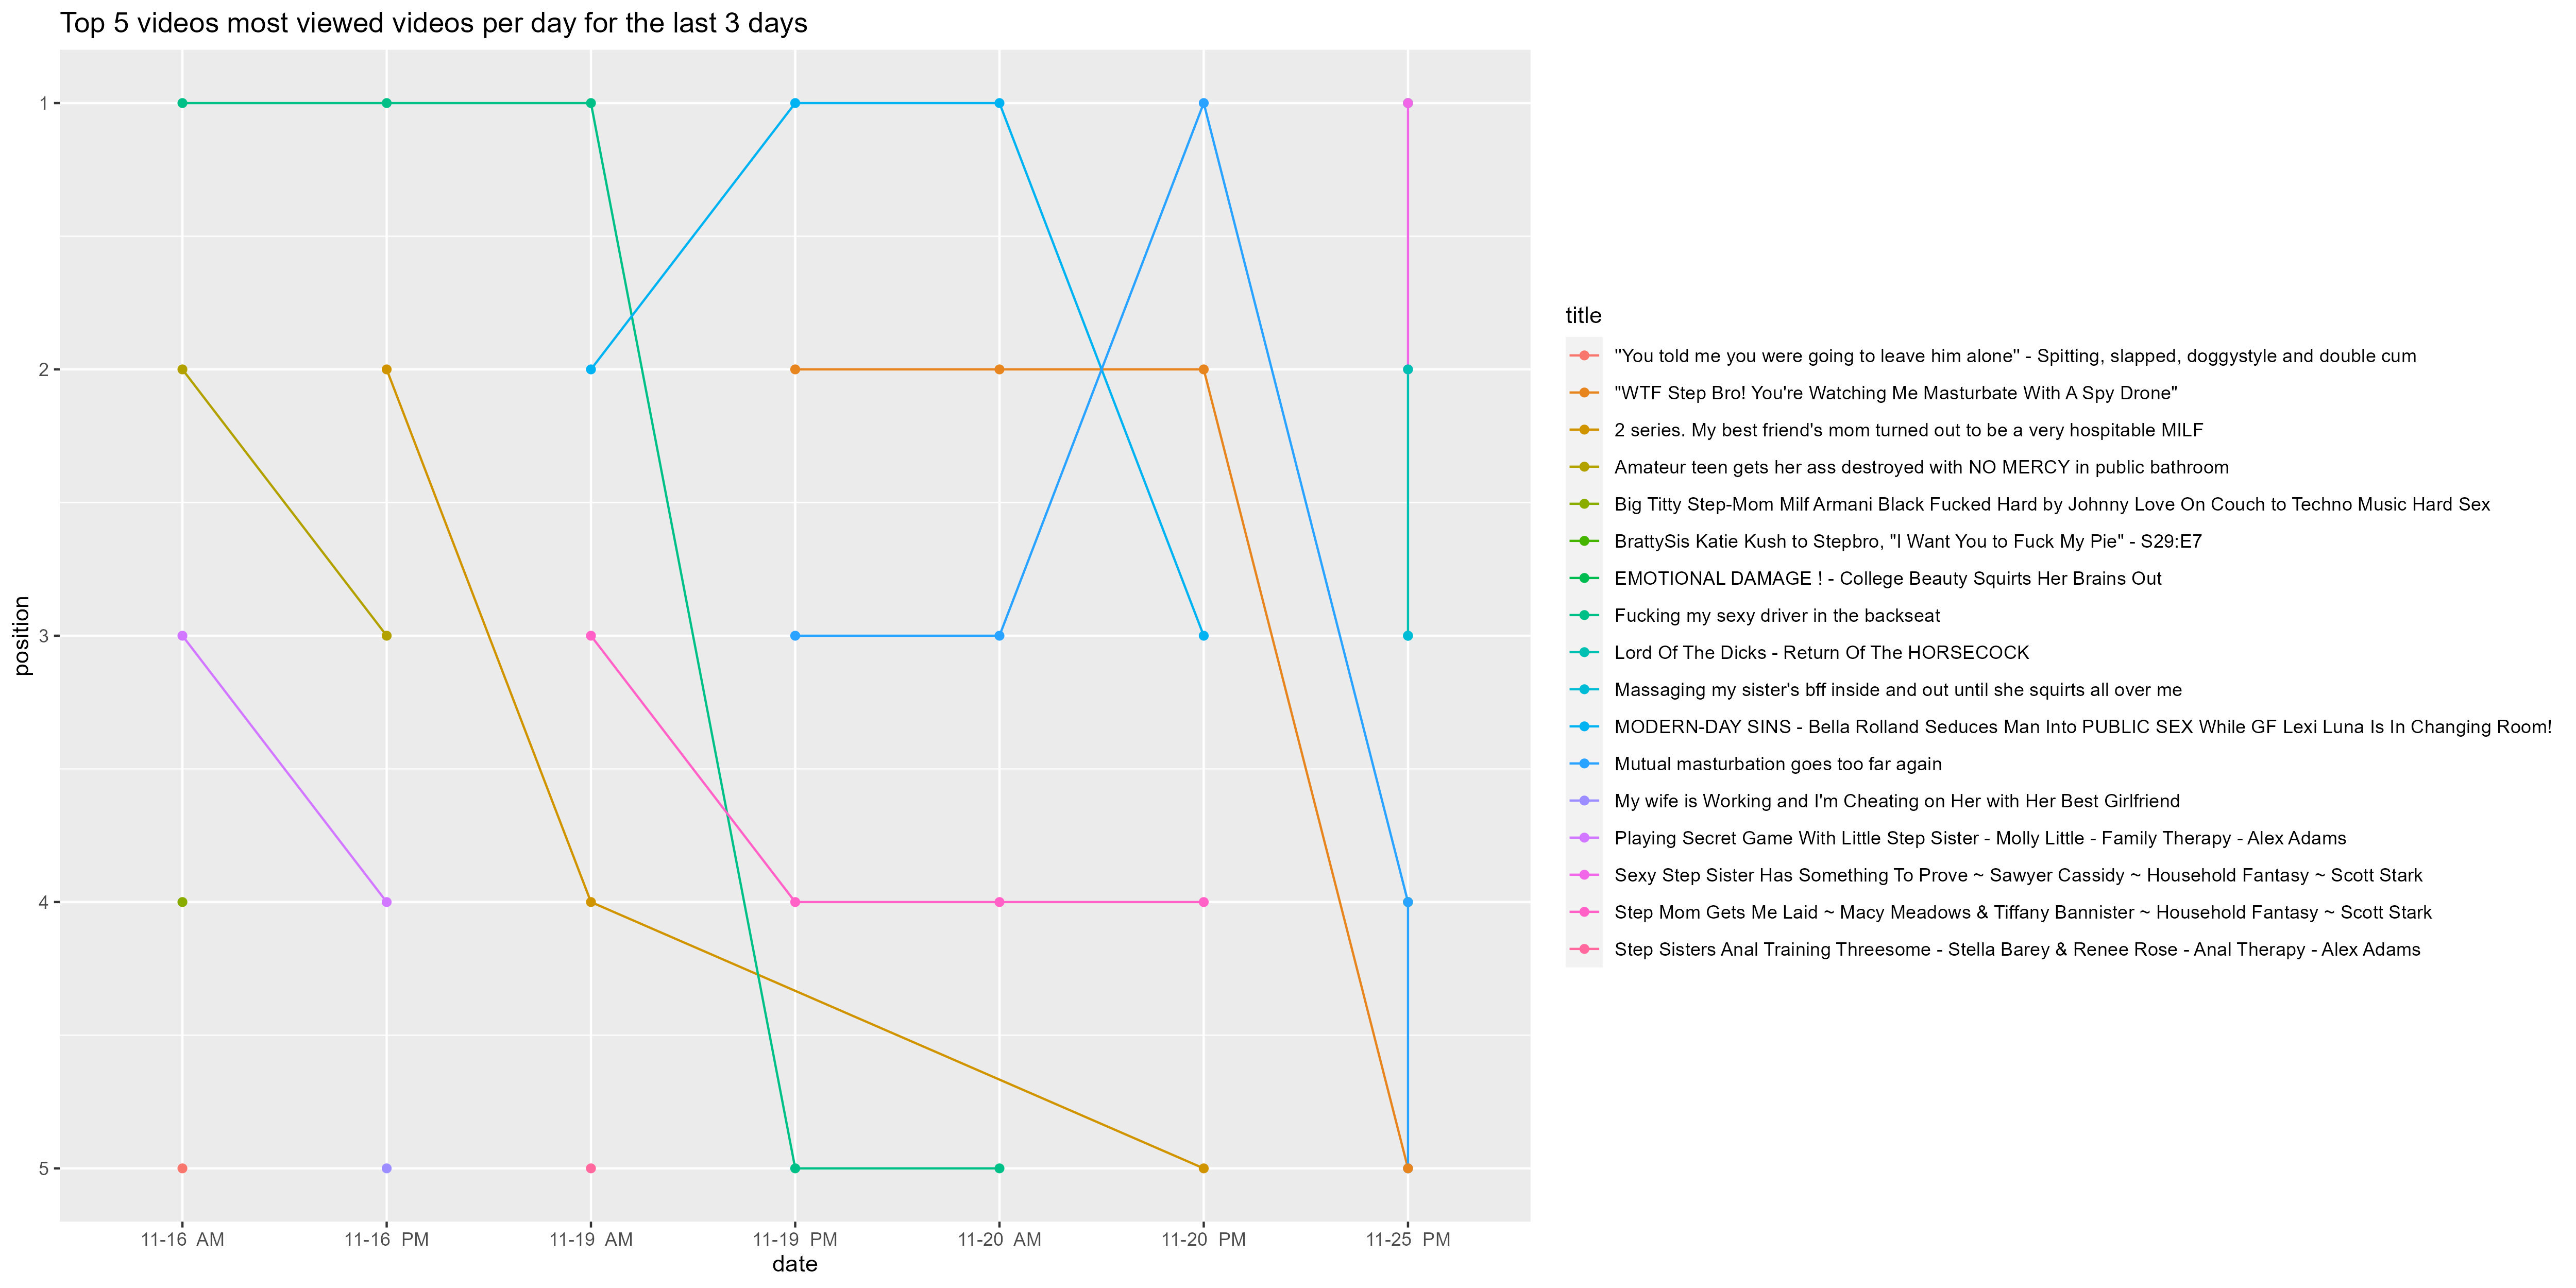 Top 5 videos most viewed videos per day for the last 3 days
position
1
2
3
4
5
11-16 AM
11-16 PM
11-19 AM
11-19 PM
11-20 AM
11-20 PM
11-25 PM
date
title
"You told me you were going to leave him alone" - Spitting, slapped, doggystyle and double cum
"WTF Step Bro! You're Watching Me Masturbate With A Spy Drone"
2 series. My best friend's mom turned out to be a very hospitable MILF
Amateur teen gets her ass destroyed with NO MERCY in public bathroom
Big Titty Step-Mom Milf Armani Black Fucked Hard by Johnny Love On Couch to Techno Music Hard Sex
BrattySis Katie Kush to Stepbro, "I Want You to Fuck My Pie" - S29:E7
EMOTIONAL DAMAGE ! - College Beauty Squirts Her Brains Out
Fucking my sexy driver in the backseat
Lord Of The Dicks - Return Of The HORSECOCK
Massaging my sister's bff inside and out until she squirts all over me
MODERN-DAY SINS - Bella Rolland Seduces Man Into PUBLIC SEX While GF Lexi Luna Is In Changing Room!
Mutual masturbation goes too far again
My wife is Working and I'm Cheating on Her with Her Best Girlfriend
Playing Secret Game With Little Step Sister - Molly Little - Family Therapy - Alex Adams
Sexy Step Sister Has Something To Prove ~ Sawyer Cassidy ~ Household Fantasy ~ Scott Stark
Step Mom Gets Me Laid ~ Macy Meadows & Tiffany Bannister ~ Household Fantasy ~ Scott Stark
Step Sisters Anal Training Threesome - Stella Barey & Renee Rose - Anal Therapy - Alex Adams